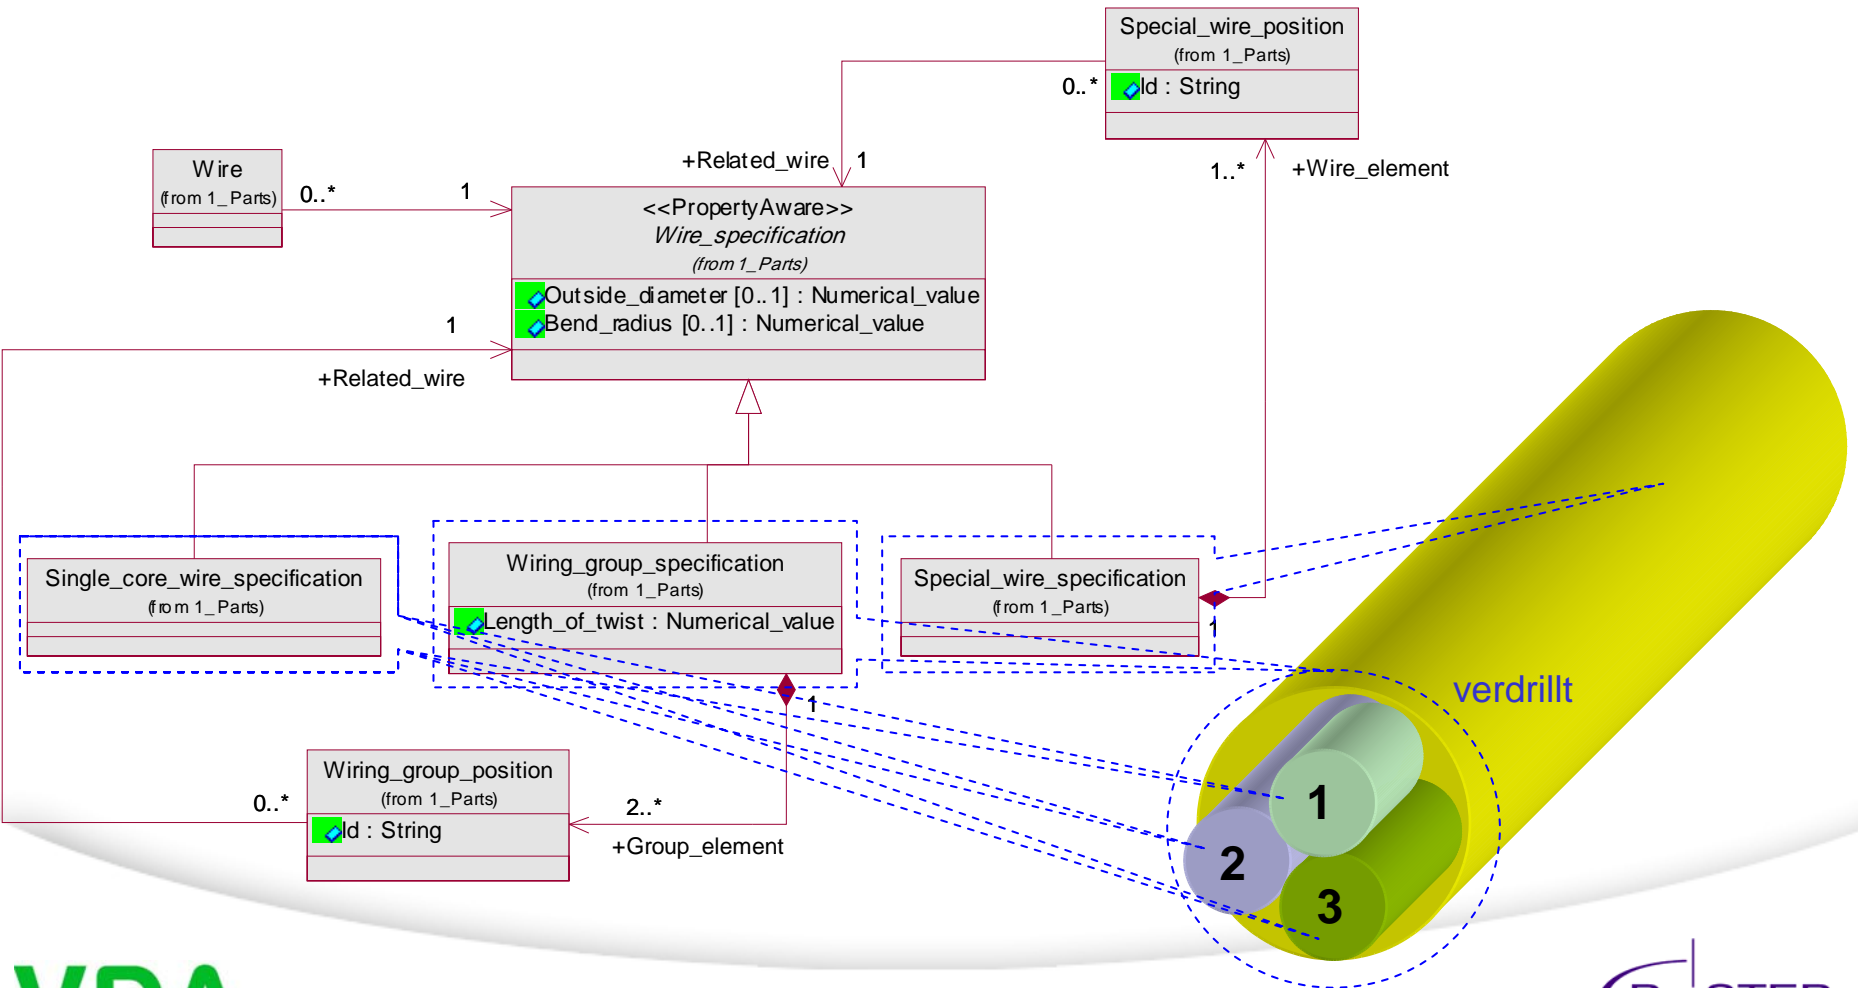 Special_wire_position
(from 1_Parts)
Id : String
0..*
1..*
+Wire_element
Wire
(from 1_Parts)
0..*
1
+Related_wire
1
<<PropertyAware>>
Wire_specification
(from 1_Parts)
Outside_diameter [0..1] : Numerical_value
Bend_radius [0..1] : Numerical_value
1
+Related_wire
Single_core_wire_specification
(from 1_Parts)
Wiring_group_specification
(from 1_Parts)
Length_of_twist : Numerical_value
1
Special_wire_specification
(from 1_Parts)
1
verdrillt
Wiring_group_position
(from 1_Parts)
Id : String
0..*
2..*
+Group_element
1
2
3
VDA